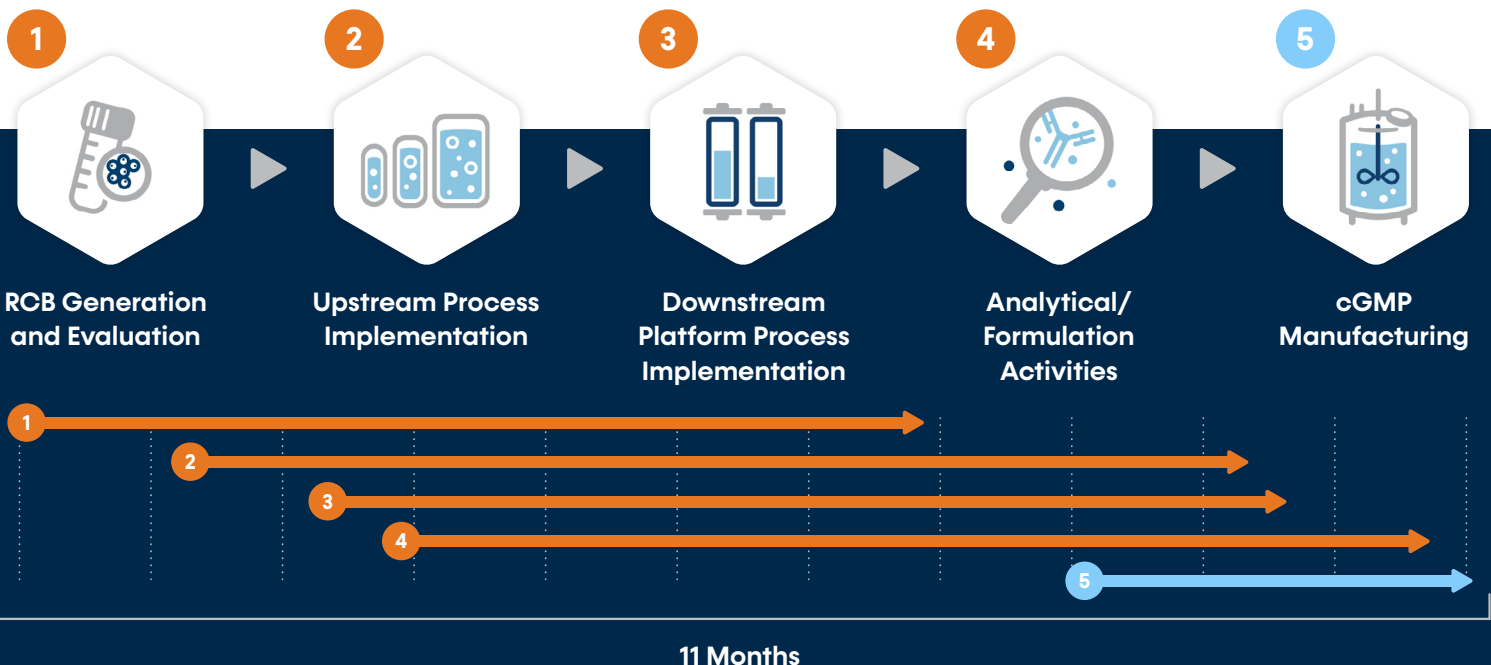 1
2
3
4
5
RCB Generation
and Evaluation
Upstream Process
Implementation
Downstream
Platform Process
Implementation
Analytical/
Formulation
Activities
cGMP
Manufacturing
1
2
3
4
5
11 Months